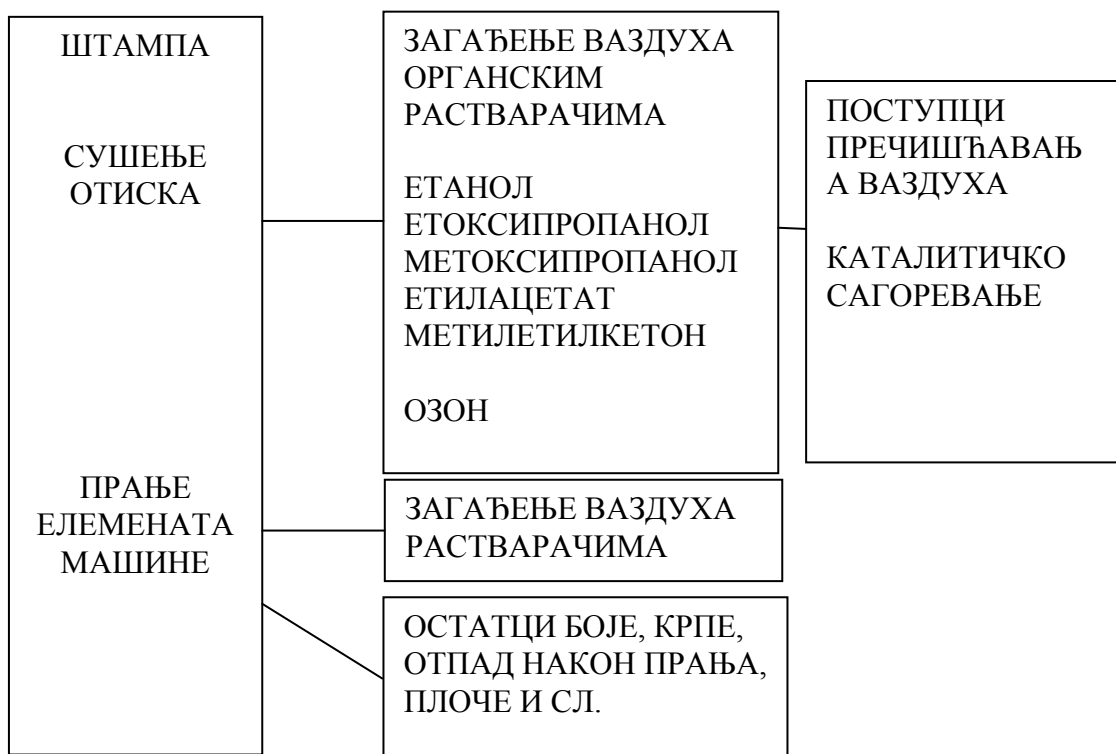 ШТАМПА
СУШЕЊЕ
ОТИСКА
ПРАЊЕ
ЕЛЕМЕНАТА
МАШИНЕ
ЗАГАЂЕЊЕ ВАЗДУХА
ОРГАНСКИМ
РАСТВАРАЧИМА
ЕТАНОЛ
ЕТОКСИПРОПАНОЛ
МЕТОКСИПРОПАНОЛ
ЕТИЛАЦЕТАТ
МЕТИЛЕТИЛКЕТОН
ОЗОН
ЗАГАЂЕЊЕ ВАЗДУХА
РАСТВАРАЧИМА
ОСТАТЦИ БОЈЕ, КРПЕ,
ОТПАД НАКОН ПРАЊА,
ПЛОЧЕ И СЛ.
ПОСТУПЦИ
ПРЕЧИШЋАВАЊ
А ВАЗДУХА
КАТАЛИТИЧКО
САГОРЕВАЊЕ